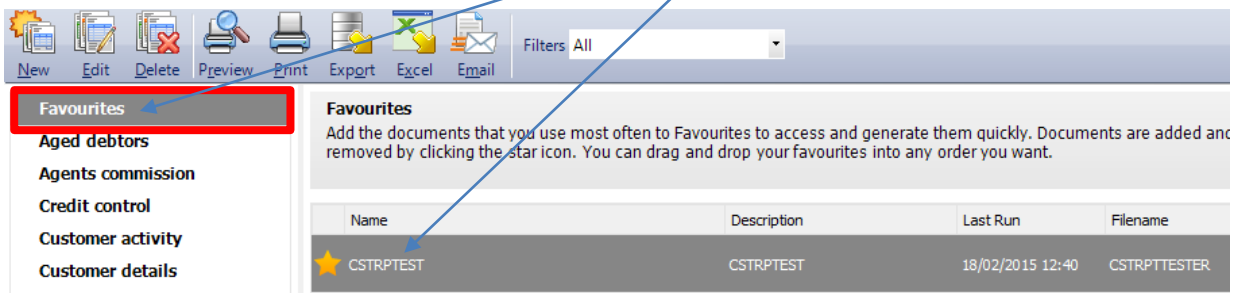 Filters All
New Edit Delete Preview Print Export Excel Email
Favourites
Aged debtors
Agents commission
Credit control
Customer activity
Customer details
Favourites
Add the documents that you use most often to Favourites to access and generate them quickly. Documents are added and
removed by clicking the star icon. You can drag and drop your favourites into any order you want.
Name Description Last Run Filename
CSTRPTEST CSTRPTEST 18/02/2015 12:40 CSTRPTTESTER